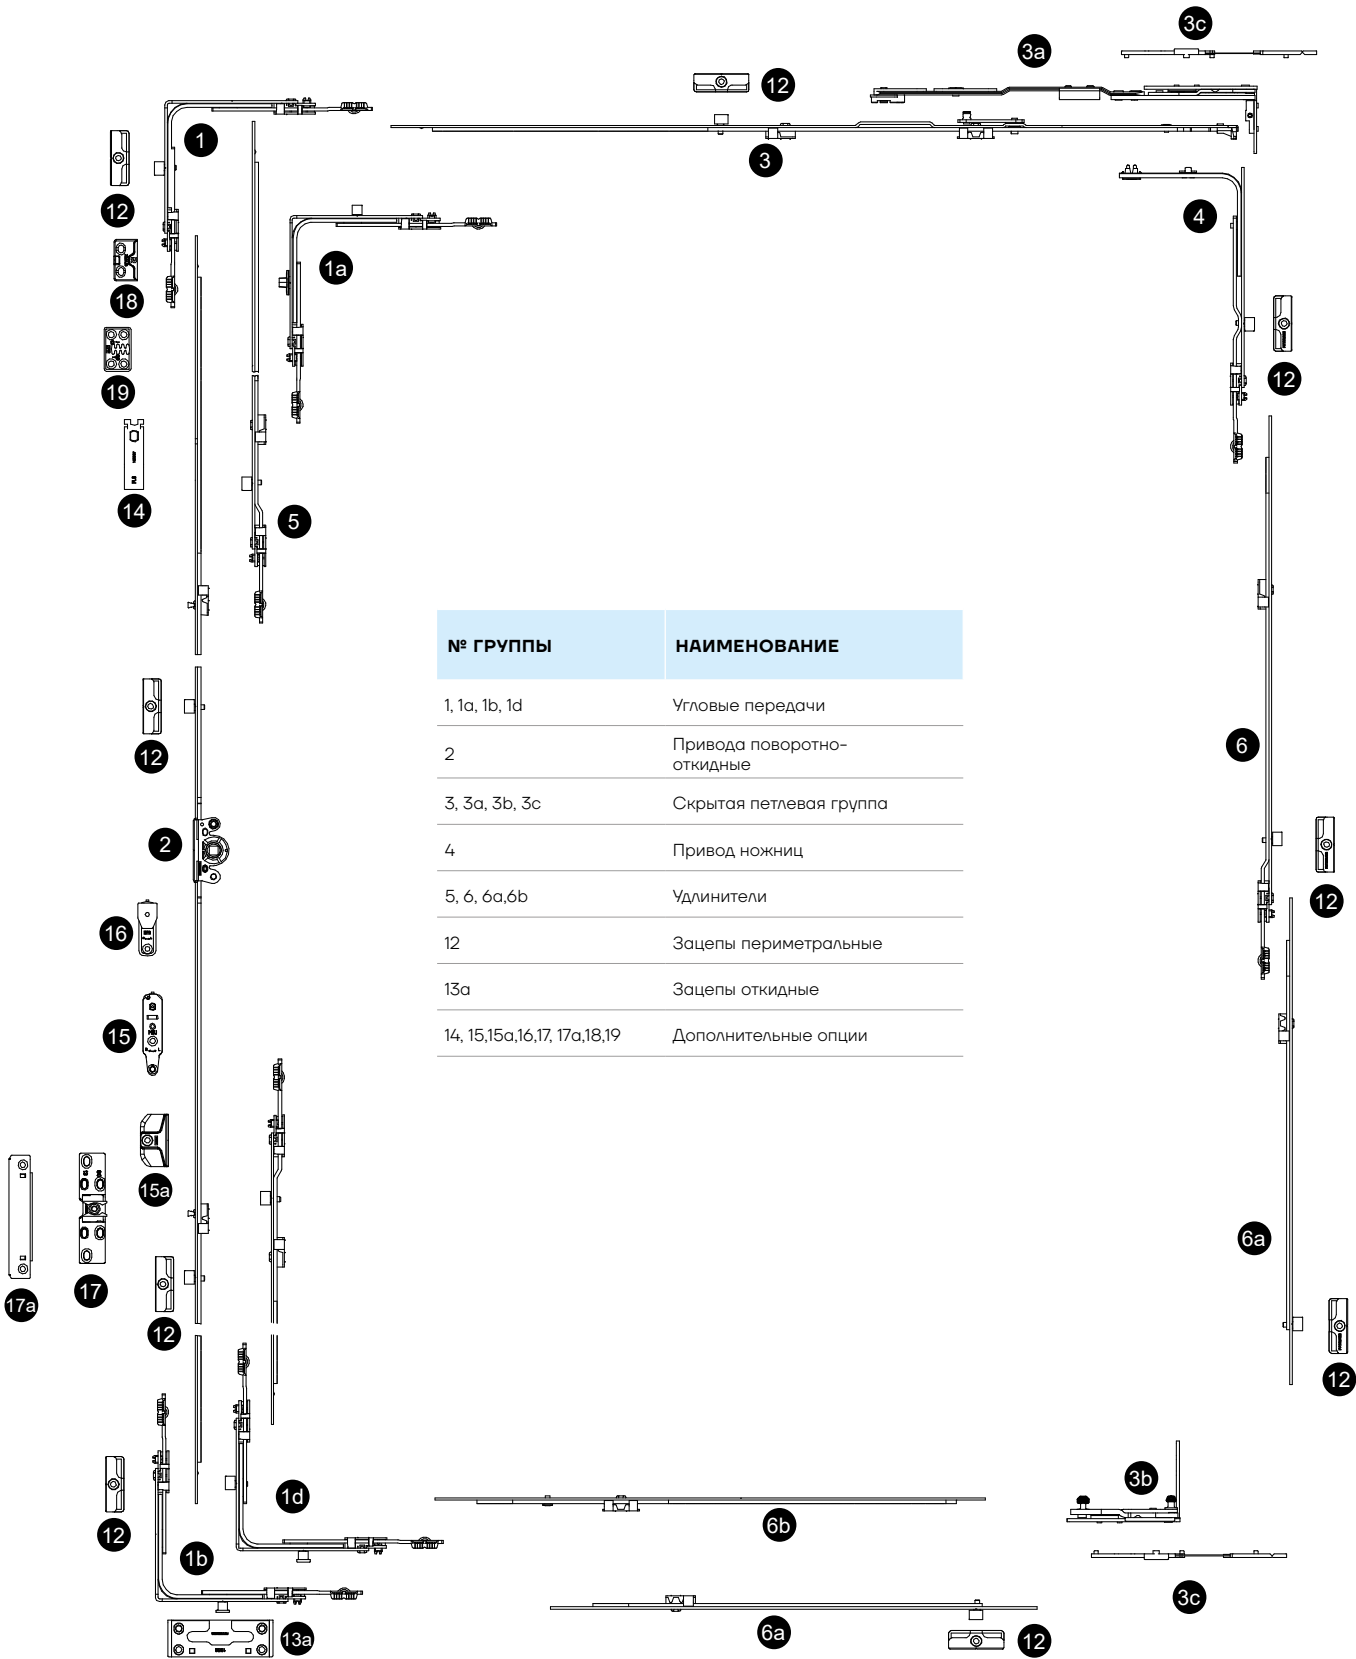 3c
3a
12
1
3
12
4
1a
18
12
19
14
5
№ ГРУППЫ НАИМЕНОВАНИЕ
1, 1a, 1b, 1d Угловые передачи
2 Привода поворотно-
откидные
3, 3a, 3b, 3c Скрытая петлевая группа
4 Привод ножниц
5, 6, 6a,6b Удлинители
12 Зацепы периметральные
13a Зацепы откидные
14, 15,15a,16,17, 17a,18,19 Дополнительные опции
12
6
2
12
16
15
15a
6a
17
17a
12
12
3b
1d
6b
12
1b
3c
6a
13a
12